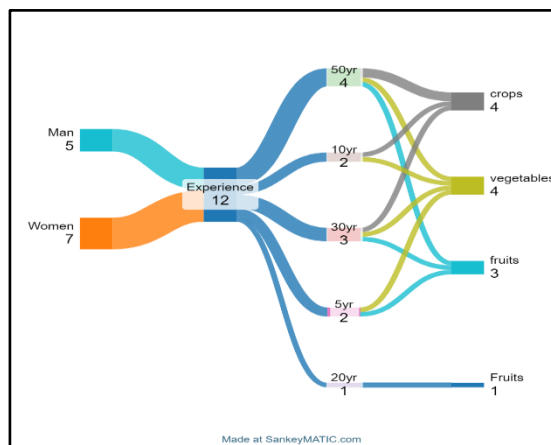 Man
5
Women
7
Experience
12
50yr
4
10yr
2
30yr
3
5yr
2
20yr
1
crops
4
vegetables
4
fruits
3
Fruits
1
Made at SankeyMATIC.com